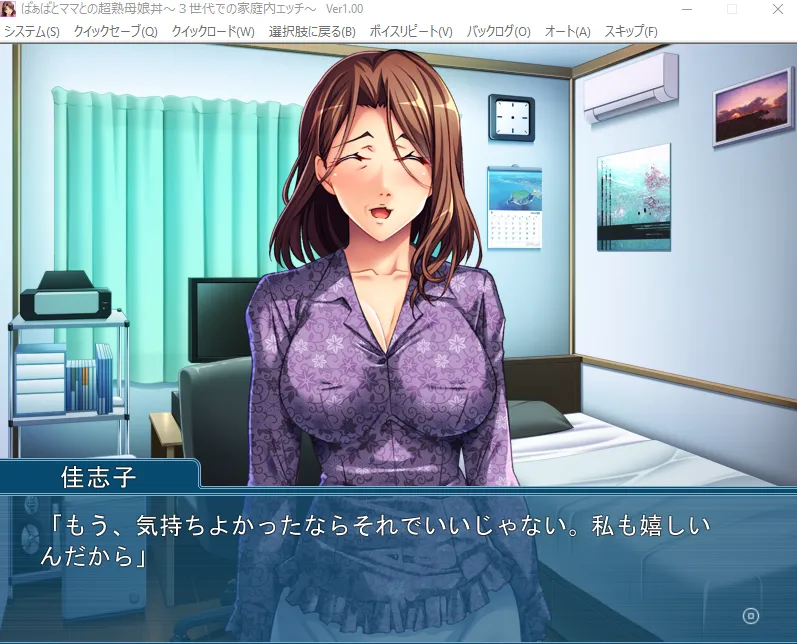 ばぁばとママとの超熟母娘丼～３世代での家庭内エッチ～ Ver1.00
システム(S) クイックセーブ(Q) クイックロード(W) 選択肢に戻る(B) ボイスリピート(V) バックログ(O) オート(A) スキップ(F)
佳志子
「もう、気持ちよかったならそれでいいじゃない。私も嬉しい
んだから」